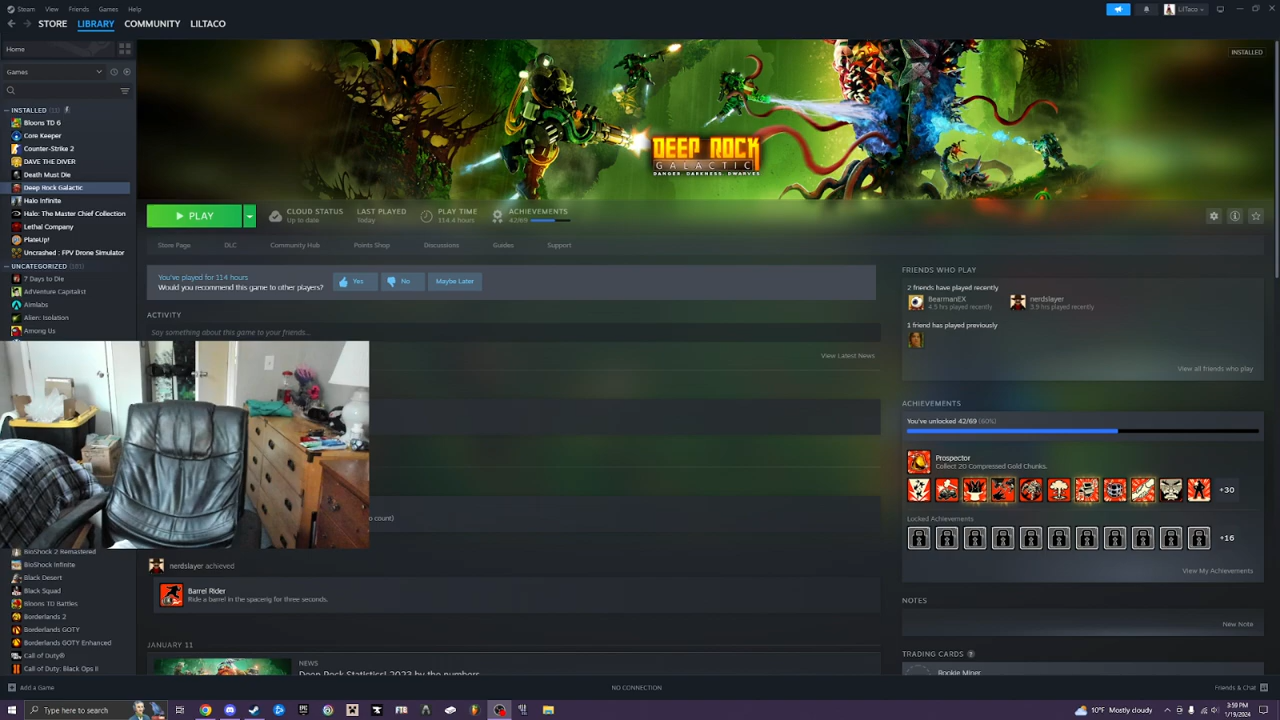 Steam View Friends Games Help
LilTaco
STORE LIBRARY COMMUNITY LILTACO
Home
Games
INSTALLED (11)
Bloons TD 6
Core Keeper
Counter-Strike 2
DAVE THE DIVER
Death Must Die
Deep Rock Galactic
Halo Infinite
Halo: The Master Chief Collection
Lethal Company
PlateUp!
Uncrashed : FPV Drone Simulator
UNCATEGORIZED
7 Days to Die
AdVenture Capitalist
Aimlabs
Alien: Isolation
Among Us
BioShock 2 Remastered
BioShock Infinite
Black Desert
Black Squad
Bloons TD Battles
Borderlands 2
Borderlands GOTY
Borderlands GOTY Enhanced
Call of Duty®
Call of Duty: Black Ops II
INSTALLED
DEEP ROCK
GALACTIC
DANGER. DARKNESS. DWARVES.
PLAY
CLOUD STATUS
Up to date
LAST PLAYED
Today
PLAY TIME
114.4 hours
ACHIEVEMENTS
42/69
Store Page DLC Community Hub Points Shop Discussions Guides Support
You've played for 114 hours
Would you recommend this game to other players?
Yes No Maybe Later
ACTIVITY
Say something about this game to your friends...
View Latest News
o count)
nerdslayer achieved
Barrel Rider
Ride a barrel in the spacerig for three seconds.
JANUARY 11
NEWS
Deep Rock Statistics! 2023 by the numbers
FRIENDS WHO PLAY
2 friends have played recently
BearmanEX
4.5 hrs played recently
nerdslayer
3.9 hrs played recently
1 friend has played previously
View all friends who play
ACHIEVEMENTS
You've unlocked 42/69 (60%)
Prospector
Collect 20 Compressed Gold Chunks.
+30
Locked Achievements
+16
View My Achievements
NOTES
New Note
TRADING CARDS ?
Rookie Miner
Add a Game
NO CONNECTION
Friends & Chat
Type here to search
10°F Mostly cloudy
3:59 PM
1/19/2024